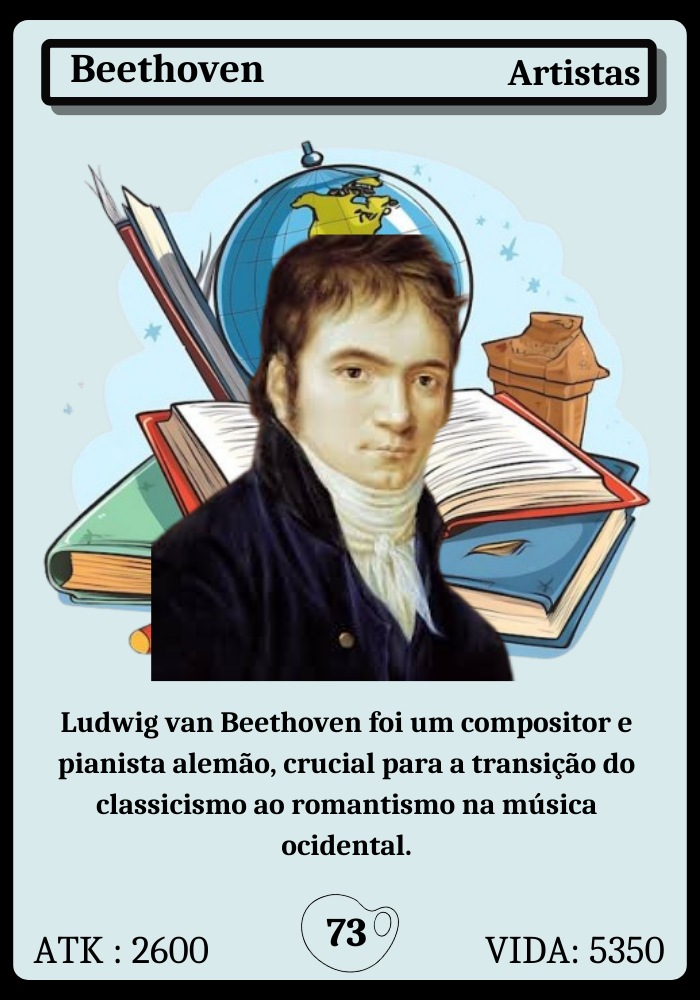 Beethoven
Artistas
Ludwig van Beethoven foi um compositor e
pianista alemão, crucial para a transição do
classicismo ao romantismo na música
ocidental.
73
ATK : 2600
VIDA: 5350